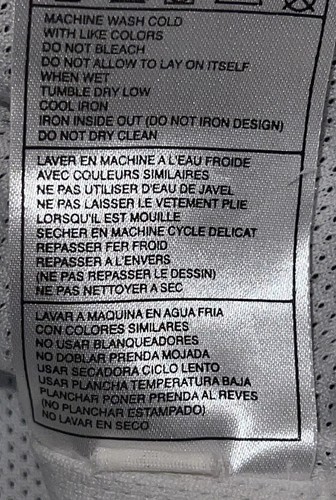 MACHINE WASH COLD
WITH LIKE COLORS
DO NOT BLEACH
DO NOT ALLOW TO LAY ON ITSELF
WHEN WET
TUMBLE DRY LOW
COOL IRON
IRON INSIDE OUT (DO NOT IRON DESIGN)
DO NOT DRY CLEAN
LAVER EN MACHINE A L'EAU FROIDE
AVEC COULEURS SIMILAIRES
NE PAS UTILISER D'EAU DE JAVEL
NE PAS LAISSER LE VETEMENT PLIE
LORSQU'IL EST MOUILLE
SECHER EN MACHINE CYCLE DELICAT
REPASSER FER FROID
REPASSER A L'ENVERS
(NE PAS REPASSER LE DESSIN)
NE PAS NETTOYER A SEC
LAVAR A MAQUINA EN AGUA FRIA
CON COLORES SIMILARES
NO USAR BLANQUEADORES
NO DOBLAR PRENDA MOJADA
USAR SECADORA CICLO LENTO
USAR PLANCHA TEMPERATURA BAJA
PLANCHAR PONER PRENDA AL REVES
(NO PLANCHAR ESTAMPADO)
NO LAVAR EN SECO